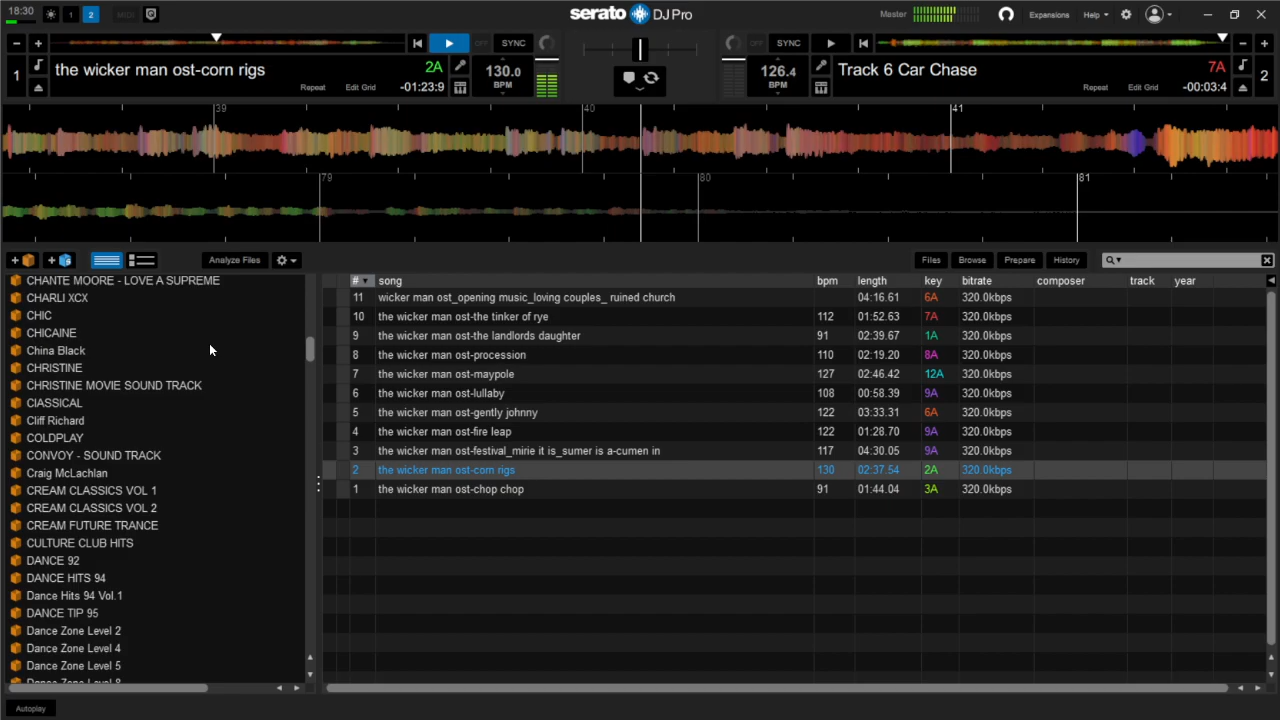 18:30 1 2 MIDI serato DJ Pro Master Expansions Help
SYNC SYNC
1 the wicker man ost-corn rigs 2A 130.0 126.4 Track 6 Car Chase 7A 2
Repeat Edit Grid -01:23:9 BPM BPM Repeat Edit Grid -00:03:4
39 40 41
79 80 81
Analyze Files Files Browse Prepare History
# song bpm length key bitrate composer track year
11 wicker man ost_opening music_loving couples_ ruined church 04:16.61 6A 320.0kbps
10 the wicker man ost-the tinker of rye 112 01:52.63 7A 320.0kbps
9 the wicker man ost-the landlords daughter 91 02:39.67 1A 320.0kbps
8 the wicker man ost-procession 110 02:19.20 8A 320.0kbps
7 the wicker man ost-maypole 127 02:46.42 12A 320.0kbps
6 the wicker man ost-lullaby 108 00:58.39 9A 320.0kbps
5 the wicker man ost-gently johnny 122 03:33.31 6A 320.0kbps
4 the wicker man ost-fire leap 122 01:28.70 9A 320.0kbps
3 the wicker man ost-festival_mirie it is_sumer is a-cumen in 117 04:30.05 9A 320.0kbps
2 the wicker man ost-corn rigs 130 02:37.54 2A 320.0kbps
1 the wicker man ost-chop chop 91 01:44.04 3A 320.0kbps
CHANTE MOORE - LOVE A SUPREME
CHARLI XCX
CHIC
CHICAINE
China Black
CHRISTINE
CHRISTINE MOVIE SOUND TRACK
ClASSICAL
Cliff Richard
COLDPLAY
CONVOY - SOUND TRACK
Craig McLachlan
CREAM CLASSICS VOL 1
CREAM CLASSICS VOL 2
CREAM FUTURE TRANCE
CULTURE CLUB HITS
DANCE 92
DANCE HITS 94
Dance Hits 94 Vol.1
DANCE TIP 95
Dance Zone Level 2
Dance Zone Level 4
Dance Zone Level 5
Dance Zone Level 8
Autoplay